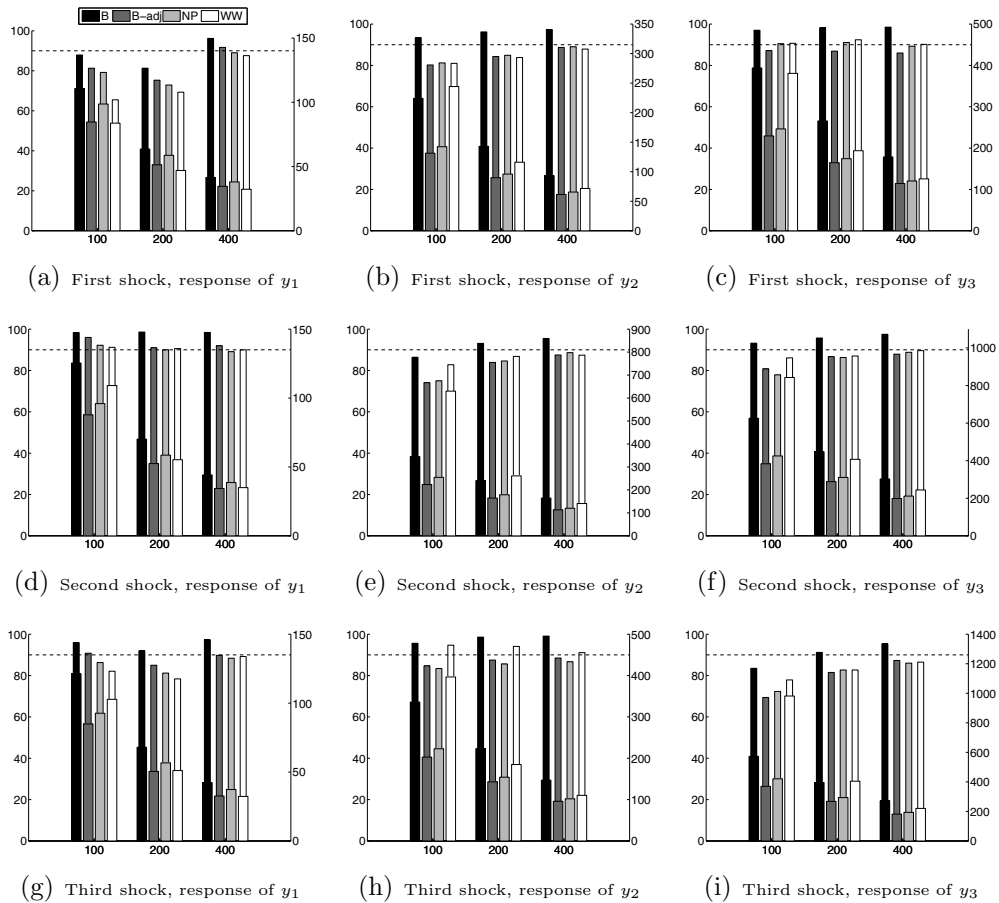 B B-adj NP WW
100 80 60 40 20 0
150 100 50 0
100 200 400
100 80 60 40 20 0
350 300 250 200 150 100 50 0
100 200 400
100 80 60 40 20 0
500 400 300 200 100 0
100 200 400
(a) First shock, response of y1
(b) First shock, response of y2
(c) First shock, response of y3
100 80 60 40 20 0
150 100 50 0
100 200 400
100 80 60 40 20 0
900 800 700 600 500 400 300 200 100 0
100 200 400
100 80 60 40 20 0
1000 800 600 400 200 0
100 200 400
(d) Second shock, response of y1
(e) Second shock, response of y2
(f) Second shock, response of y3
100 80 60 40 20 0
150 100 50 0
100 200 400
100 80 60 40 20 0
500 400 300 200 100 0
100 200 400
100 80 60 40 20 0
1400 1200 1000 800 600 400 200 0
100 200 400
(g) Third shock, response of y1
(h) Third shock, response of y2
(i) Third shock, response of y3